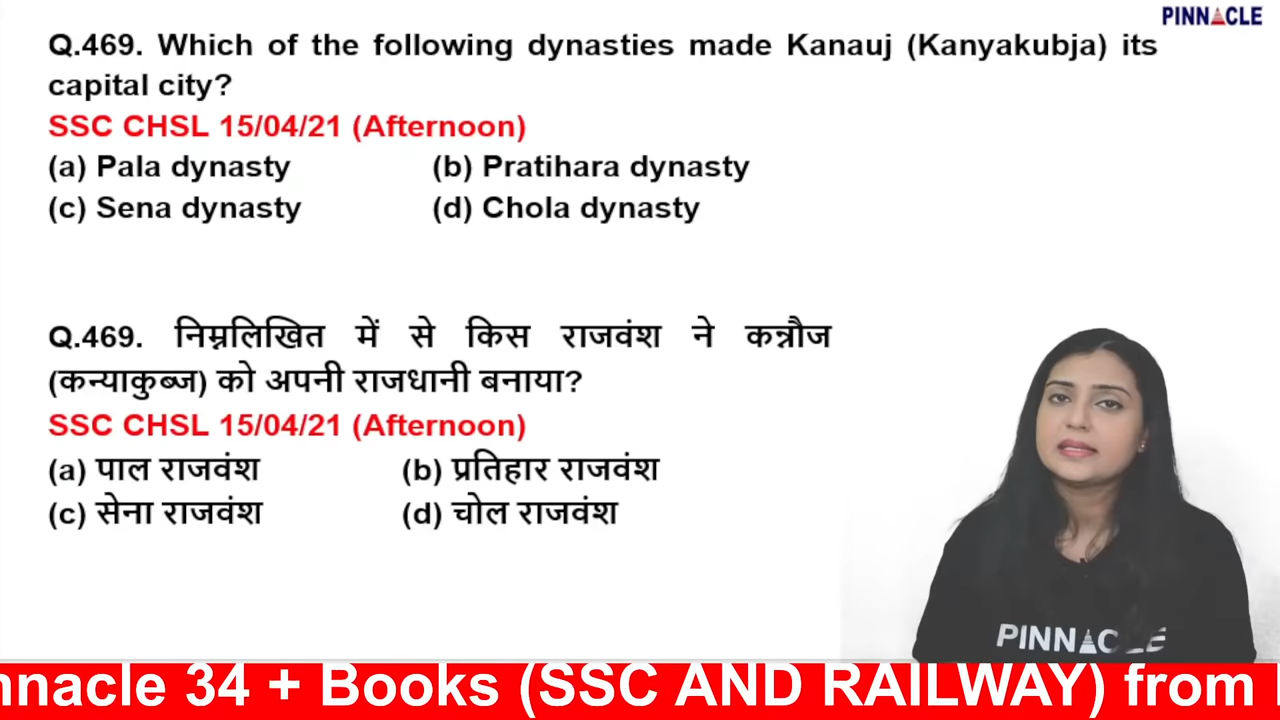 PINNACLE
Q.469. Which of the following dynasties made Kanauj (Kanyakubja) its
capital city?
SSC CHSL 15/04/21 (Afternoon)
(a) Pala dynasty (b) Pratihara dynasty
(c) Sena dynasty (d) Chola dynasty
Q.469. निम्नलिखित में से किस राजवंश ने कन्नौज
(कन्याकुब्ज) को अपनी राजधानी बनाया?
SSC CHSL 15/04/21 (Afternoon)
(a) पाल राजवंश (b) प्रतिहार राजवंश
(c) सेना राजवंश (d) चोल राजवंश
PINNACLE
nnacle 34 + Books (SSC AND RAILWAY) from